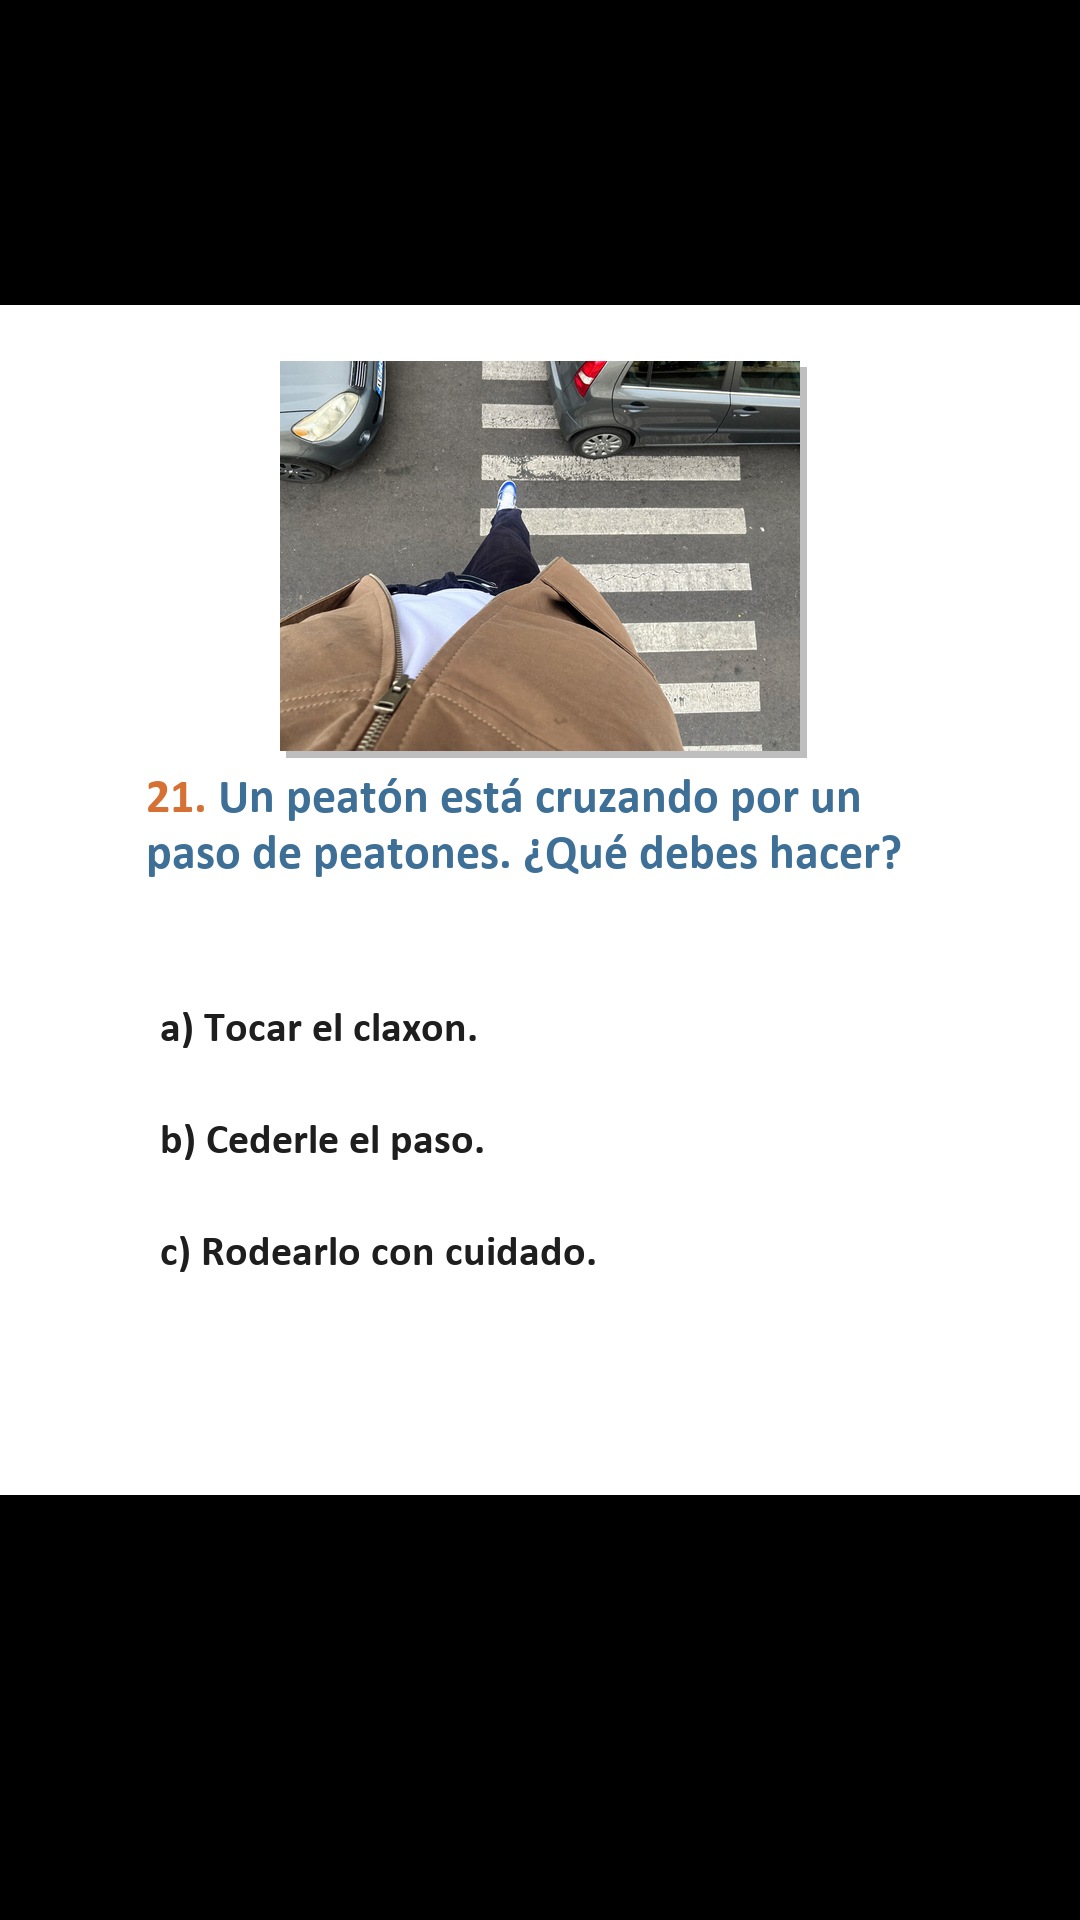 21. Un peatón está cruzando por un
paso de peatones. ¿Qué debes hacer?
a) Tocar el claxon.
b) Cederle el paso.
c) Rodearlo con cuidado.